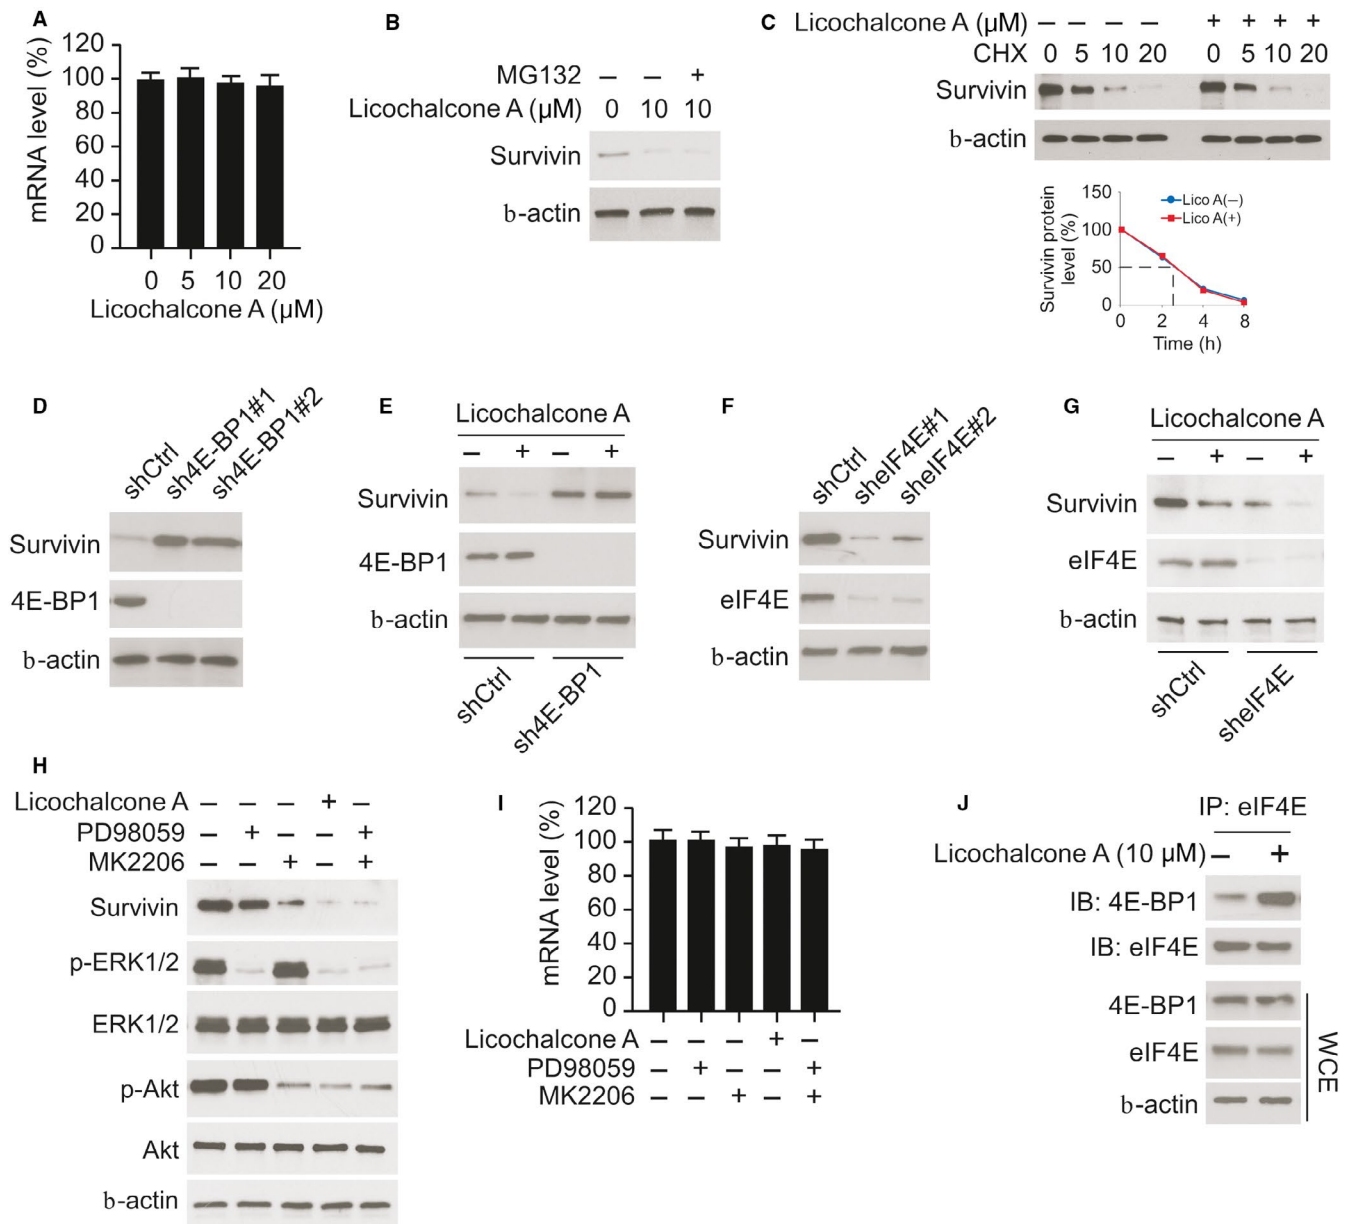 A
mRNA level (%)
120
100
80
60
40
20
0
0 5 10 20
Licochalcone A (µM)
B
MG132 – – +
Licochalcone A (µM) 0 10 10
Survivin
b-actin
C
Licochalcone A (µM) – – – – + + + +
CHX 0 5 10 20 0 5 10 20
Survivin
b-actin
Survivin protein
level (%)
150
100
50
0
Lico A(–)
Lico A(+)
0 2 4 8
Time (h)
D
shCtrl
sh4E-BP1#1
sh4E-BP1#2
Survivin
4E-BP1
b-actin
E
Licochalcone A
– + – +
Survivin
4E-BP1
b-actin
shCtrl
sh4E-BP1
F
shCtrl
sheIF4E#1
sheIF4E#2
Survivin
eIF4E
b-actin
G
Licochalcone A
– + – +
Survivin
eIF4E
b-actin
shCtrl
sheIF4E
H
Licochalcone A – – – + –
PD98059 – + – – +
MK2206 – – + – +
Survivin
p-ERK1/2
ERK1/2
p-Akt
Akt
b-actin
I
mRNA level (%)
120
100
80
60
40
20
0
Licochalcone A – – – + –
PD98059 – + – – +
MK2206 – – + – +
J
IP: eIF4E
Licochalcone A (10 µM) – +
IB: 4E-BP1
IB: eIF4E
4E-BP1
eIF4E
b-actin
WCE